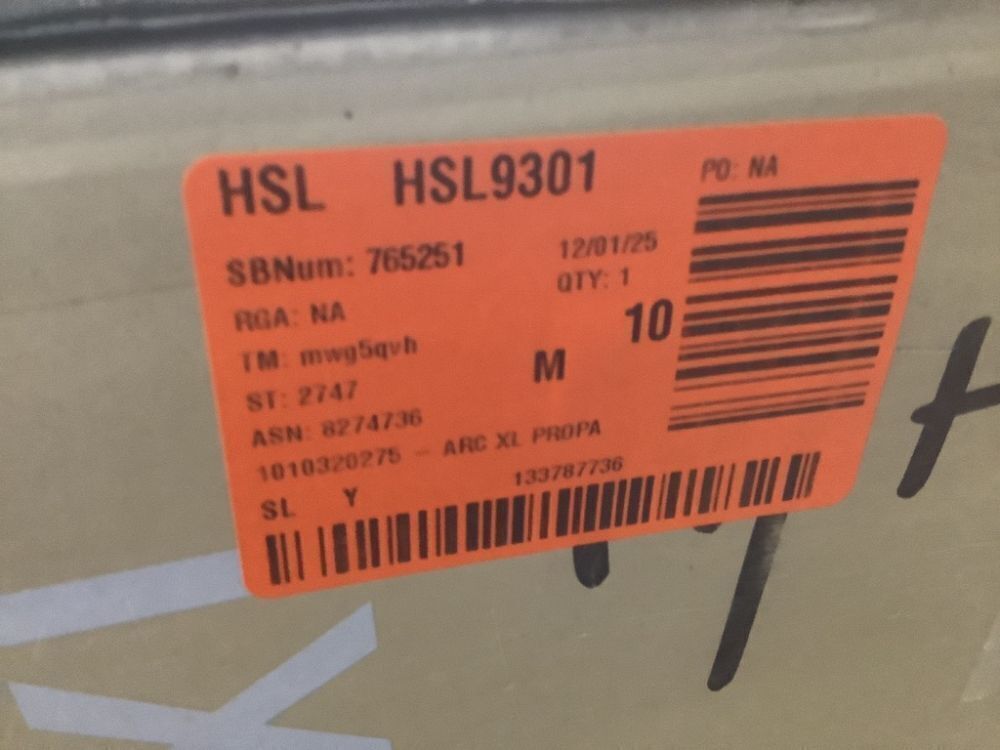 HSL HSL9301 PO: NA
SBNum: 765251 12/01/25
RGA: NA QTY: 1
TM: mwg5qvh M 10
ST: 2747
ASN: 8274736
1010320275 - ARC XL PROPA
SL Y 133787736